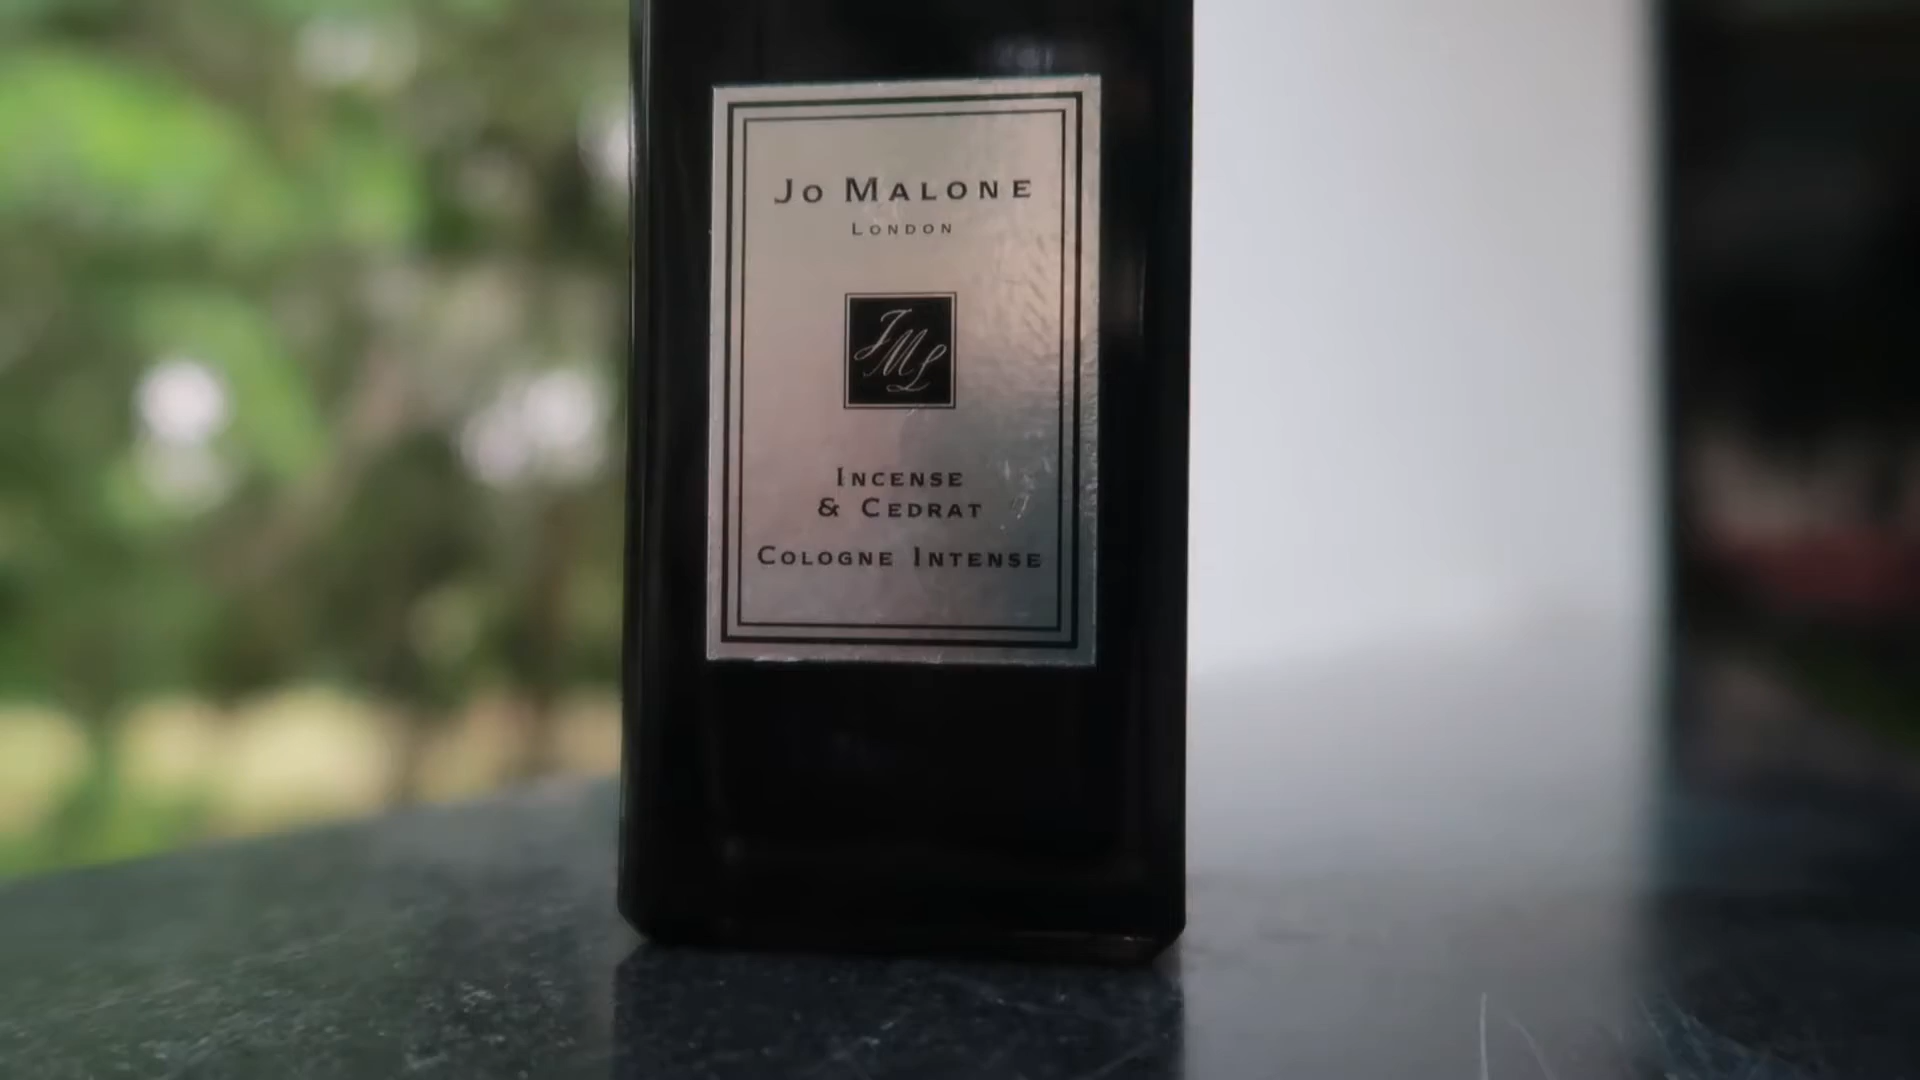 Jo Malone
London
JML
Incense
& Cedrat
Cologne Intense